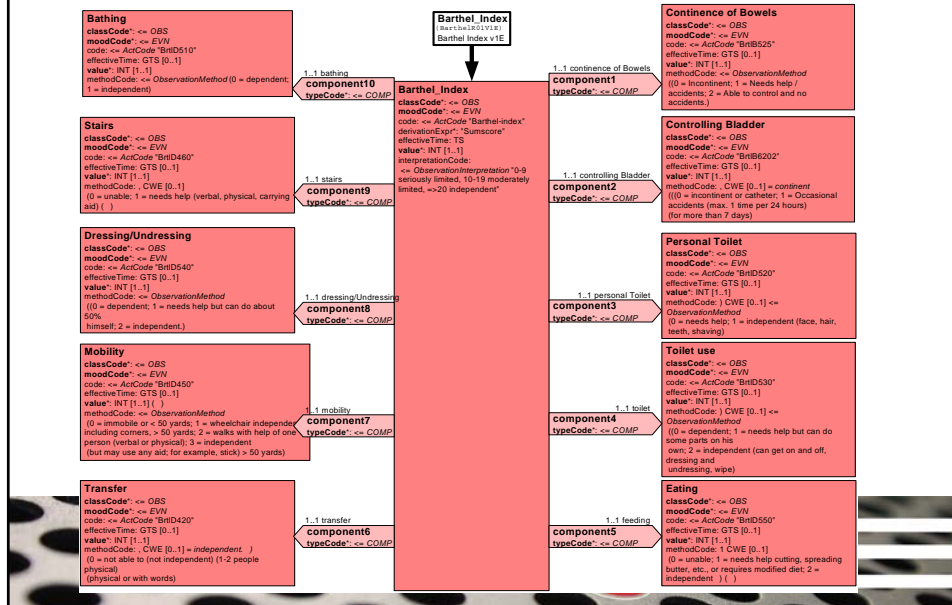 Barthel_Index
(BarthelR01V1E)
Barthel Index v1E
Bathing
classCode*: <= OBS
moodCode*: <= EVN
code: <= ActCode "BrtlD510"
effectiveTime: GTS [0..1]
value*: INT [1..1]
methodCode: <= ObservationMethod (0 = dependent;
1 = independent)
1..1 bathing
component10
typeCode*: <= COMP
Stairs
classCode*: <= OBS
moodCode*: <= EVN
code: <= ActCode "BrtlD460"
effectiveTime: GTS [0..1]
value*: INT [1..1]
methodCode: , CWE [0..1]
(0 = unable; 1 = needs help (verbal, physical, carrying
aid) ( )
1..1 stairs
component9
typeCode*: <= COMP
Dressing/Undressing
classCode*: <= OBS
moodCode*: <= EVN
code: <= ActCode "BrtlD540"
effectiveTime: GTS [0..1]
value*: INT [1..1]
methodCode: <= ObservationMethod
((0 = dependent; 1 = needs help but can do about
50%
himself; 2 = independent.)
1..1 dressing/Undressing
component8
typeCode*: <= COMP
Mobility
classCode*: <= OBS
moodCode*: <= EVN
code: <= ActCode "BrtlD450"
effectiveTime: GTS [0..1]
value*: INT [1..1] ( )
methodCode: <= ObservationMethod
(0 = immobile or < 50 yards; 1 = wheelchair independen
including corners, > 50 yards; 2 = walks with help of one
person (verbal or physical); 3 = independent
(but may use any aid; for example, stick) > 50 yards)
1..1 mobility
component7
typeCode*: <= COMP
Transfer
classCode*: <= OBS
moodCode*: <= EVN
code: <= ActCode "BrtlD420"
effectiveTime: GTS [0..1]
value*: INT [1..1]
methodCode: , CWE [0..1] = independent. )
(0 = not able to (not independent) (1-2 people
physical)
(physical or with words)
1..1 transfer
component6
typeCode*: <= COMP
Barthel_Index
classCode*: <= OBS
moodCode*: <= EVN
code: <= ActCode "Barthel-index"
derivationExpr*: "Sumscore"
effectiveTime: TS
value*: INT [1..1]
interpretationCode:
<= ObservationInterpretation "0-9
seriously limited, 10-19 moderately
limited, =>20 independent"
1..1 continence of Bowels
component1
typeCode*: <= COMP
Continence of Bowels
classCode*: <= OBS
moodCode*: <= EVN
code: <= ActCode "BrtlB525"
effectiveTime: GTS [0..1]
value*: INT [1..1]
methodCode: <= ObservationMethod
((0 = Incontinent; 1 = Needs help /
accidents; 2 = Able to control and no
accidents.)
1..1 controlling Bladder
component2
typeCode*: <= COMP
Controlling Bladder
classCode*: <= OBS
moodCode*: <= EVN
code: <= ActCode "BrtlB6202"
effectiveTime: GTS [0..1]
value*: INT [1..1]
methodCode: , CWE [0..1] = continent
(((0 = incontinent or catheter; 1 = Occasional
accidents (max. 1 time per 24 hours)
(for more than 7 days)
1..1 personal Toilet
component3
typeCode*: <= COMP
Personal Toilet
classCode*: <= OBS
moodCode*: <= EVN
code: <= ActCode "BrtlD520"
effectiveTime: GTS [0..1]
value*: INT [1..1]
methodCode: ) CWE [0..1] <=
ObservationMethod
(0 = needs help; 1 = independent (face, hair,
teeth, shaving)
1..1 toilet
component4
typeCode*: <= COMP
Toilet use
classCode*: <= OBS
moodCode*: <= EVN
code: <= ActCode "BrtlD530"
effectiveTime: GTS [0..1]
value*: INT [1..1]
methodCode: ) CWE [0..1] <=
ObservationMethod
((0 = dependent; 1 = needs help but can do
some parts on his
own; 2 = independent (can get on and off,
dressing and
undressing, wipe)
1..1 feeding
component5
typeCode*: <= COMP
Eating
classCode*: <= OBS
moodCode*: <= EVN
code: <= ActCode "BrtlD550"
effectiveTime: GTS [0..1]
value*: INT [1..1]
methodCode: 1 CWE [0..1]
(0 = unable; 1 = needs help cutting, spreading
butter, etc., or requires modified diet; 2 =
independent ) ( )